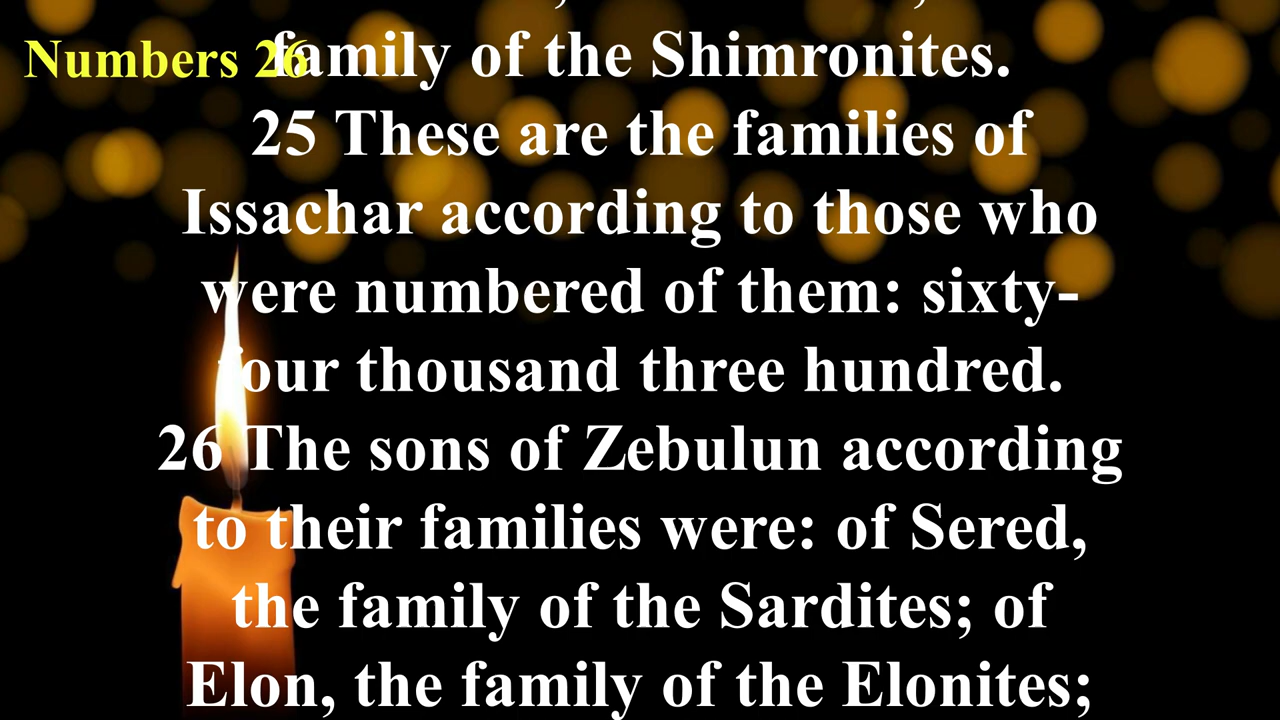 Numbers 26
family of the Shimronites.
25 These are the families of
Issachar according to those who
were numbered of them: sixty-
four thousand three hundred.
26 The sons of Zebulun according
to their families were: of Sered,
the family of the Sardites; of
Elon, the family of the Elonites;